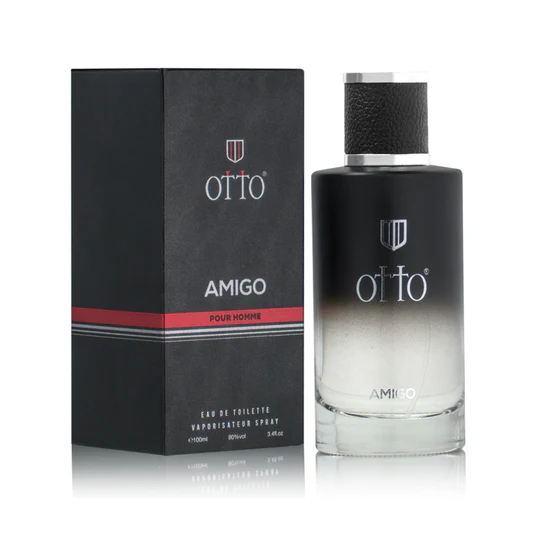 OTTO®
AMIGO
POUR HOMME
EAU DE TOILETTE
VAPORISATEUR SPRAY
℮100ml 80%vol 3.4fl.oz
otto®
AMIGO